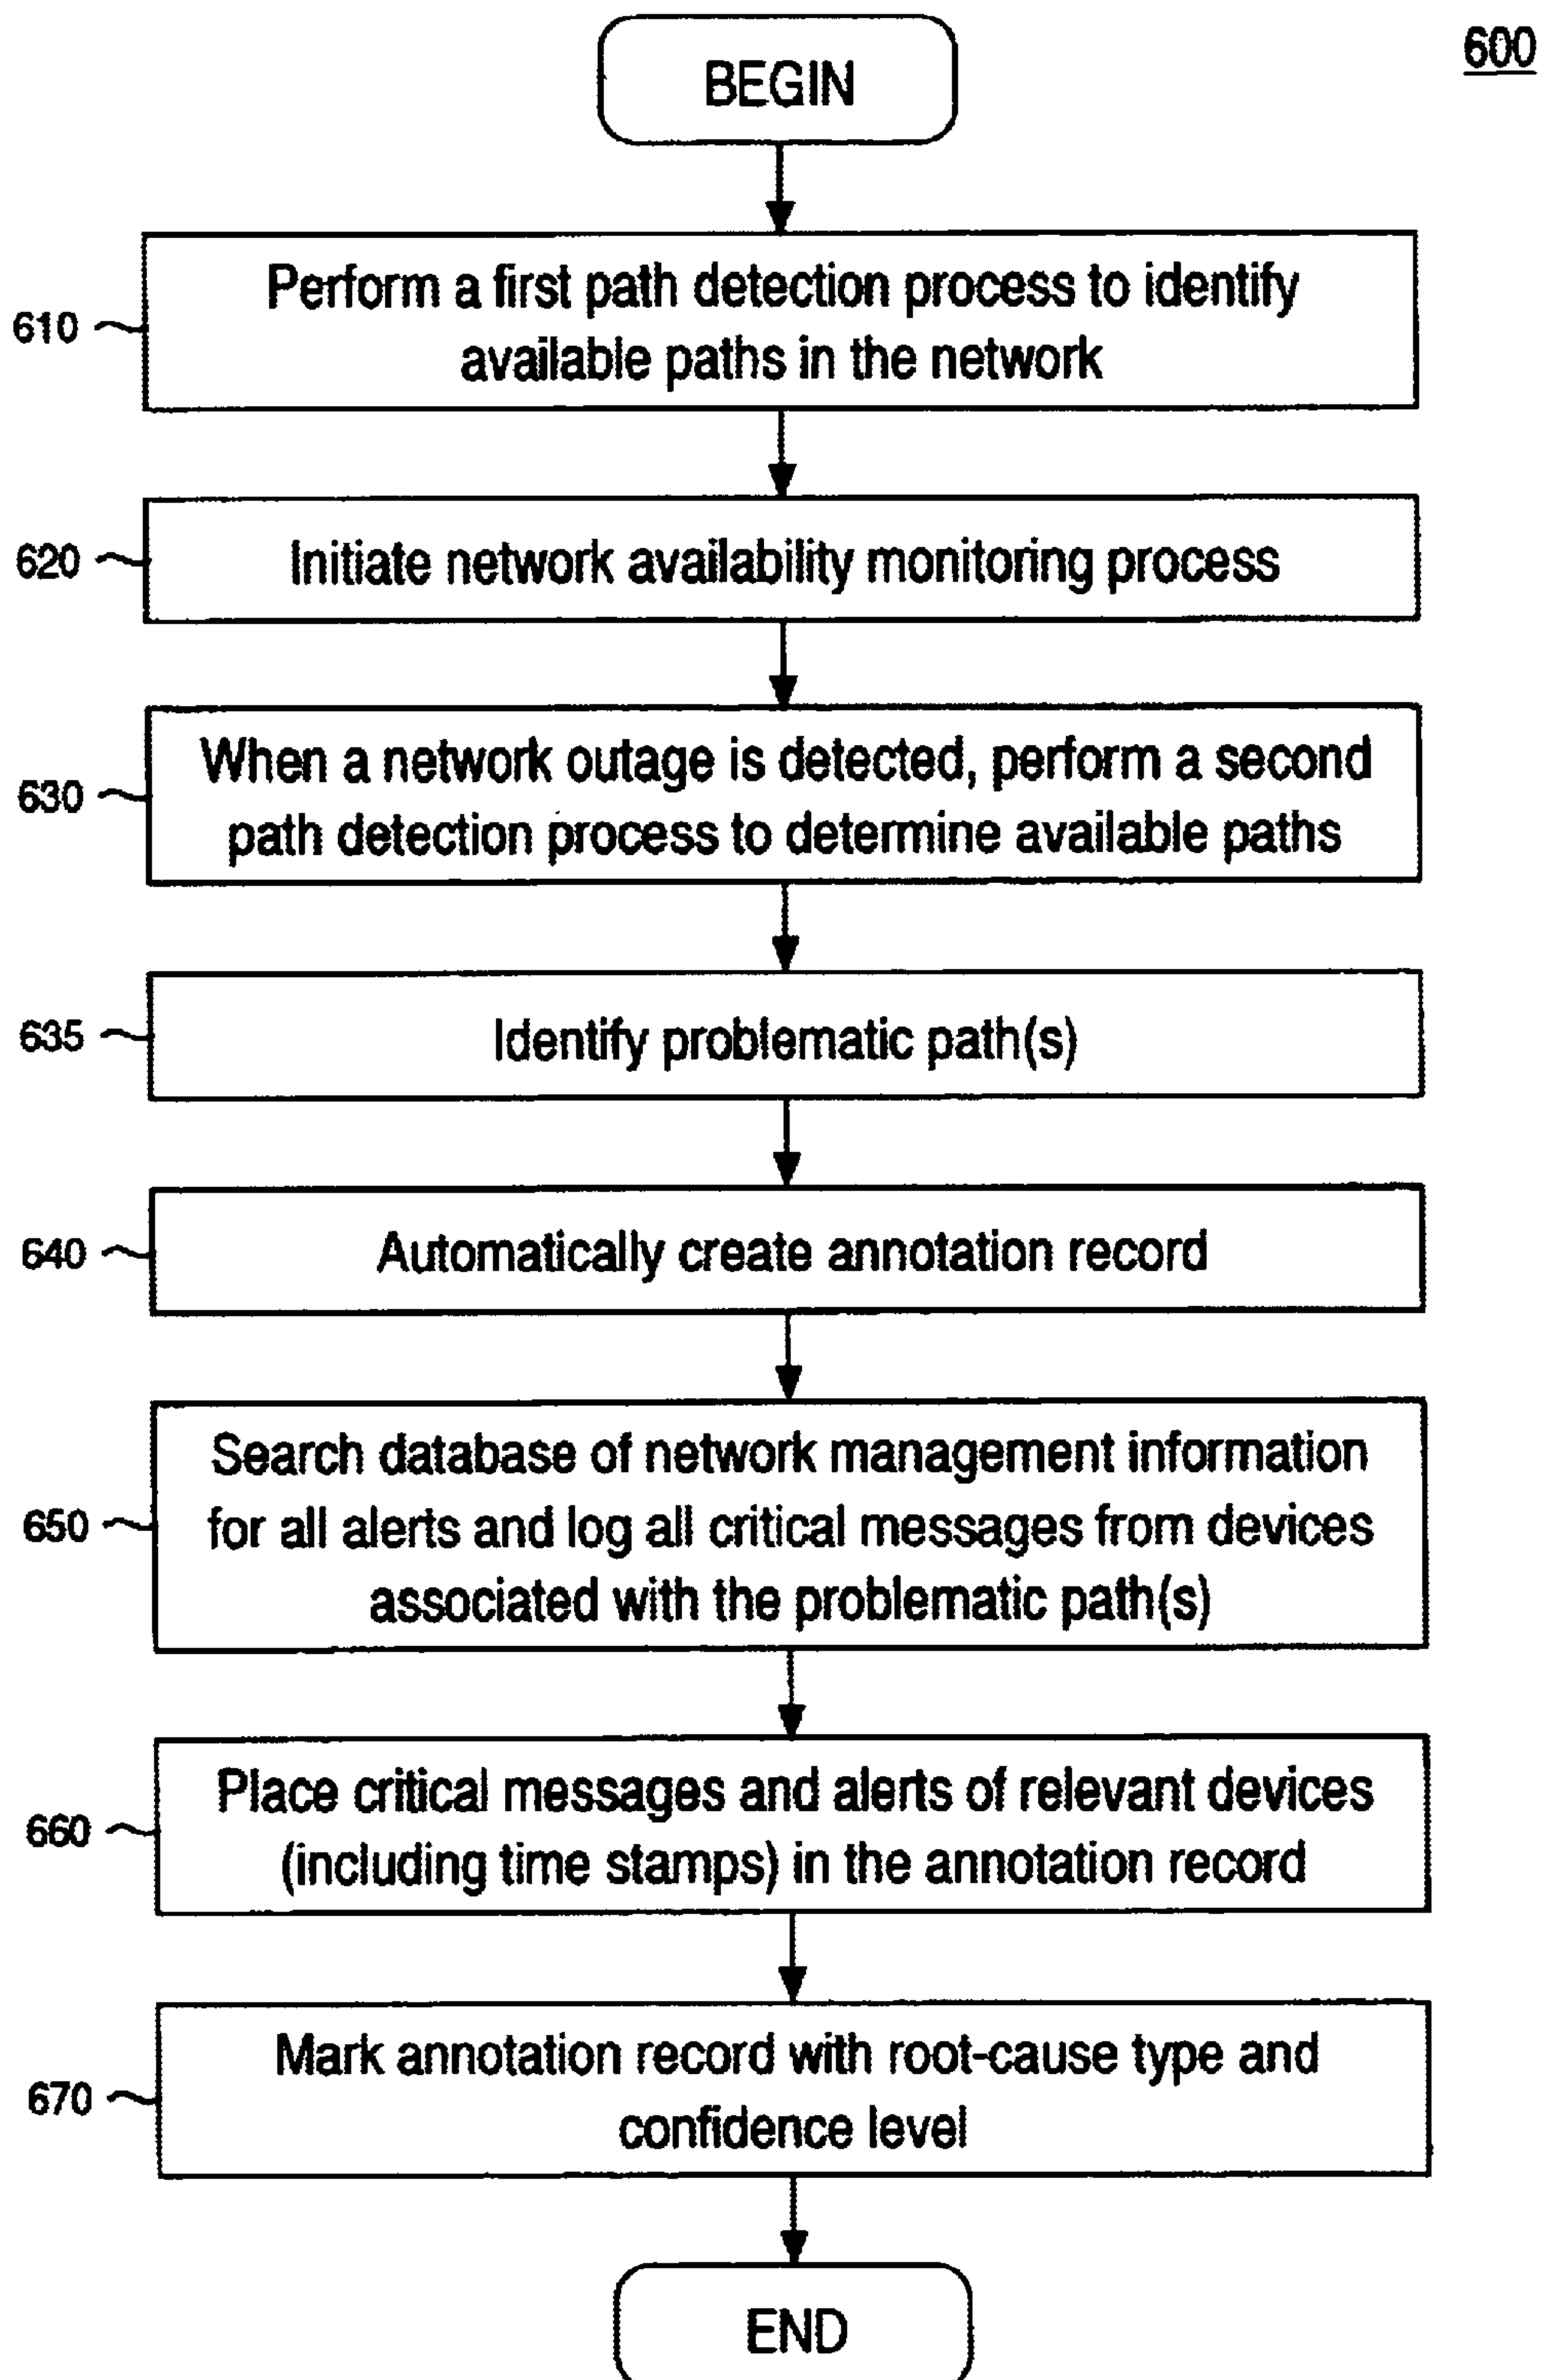 600
BEGIN
610
Perform a first path detection process to identify
available paths in the network
620
Initiate network availability monitoring process
630
When a network outage is detected, perform a second
path detection process to determine available paths
635
Identify problematic path(s)
640
Automatically create annotation record
650
Search database of network management information
for all alerts and log all critical messages from devices
associated with the problematic path(s)
660
Place critical messages and alerts of relevant devices
(including time stamps) in the annotation record
670
Mark annotation record with root-cause type and
confidence level
END